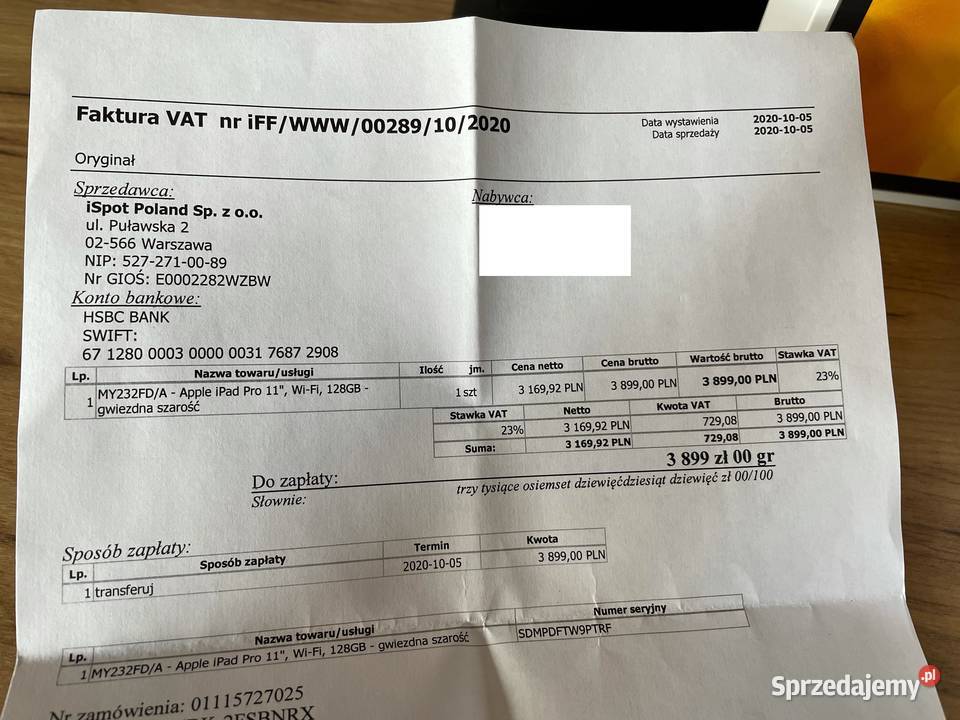 Faktura VAT nr iFF/WWW/00289/10/2020
Data wystawienia 2020-10-05
Data sprzedaży 2020-10-05
Oryginał
Sprzedawca:
iSpot Poland Sp. z o.o.
ul. Puławska 2
02-566 Warszawa
NIP: 527-271-00-89
Nr GIOŚ: E0002282WZBW
Konto bankowe:
HSBC BANK
SWIFT:
67 1280 0003 0000 0031 7687 2908
Nabywca:
Lp. Nazwa towaru/usługi Ilość jm. Cena netto Cena brutto Wartość brutto Stawka VAT
1 MY232FD/A - Apple iPad Pro 11", Wi-Fi, 128GB - 1 szt 3 169,92 PLN 3 899,00 PLN 3 899,00 PLN 23%
gwiezdna szarość
Stawka VAT Netto Kwota VAT Brutto
23% 3 169,92 PLN 729,08 3 899,00 PLN
Suma: 3 169,92 PLN 729,08 3 899,00 PLN
Do zapłaty: 3 899 zł 00 gr
Słownie: trzy tysiące osiemset dziewięćdziesiąt dziewięć zł 00/100
Sposób zapłaty:
Lp. Sposób zapłaty Termin Kwota
1 transferuj 2020-10-05 3 899,00 PLN
Lp. Nazwa towaru/usługi Numer seryjny
1 MY232FD/A - Apple iPad Pro 11", Wi-Fi, 128GB - gwiezdna szarość SDMPDFTW9PTRF
Nr zamówienia: 01115727025
Sprzedajemy.pl